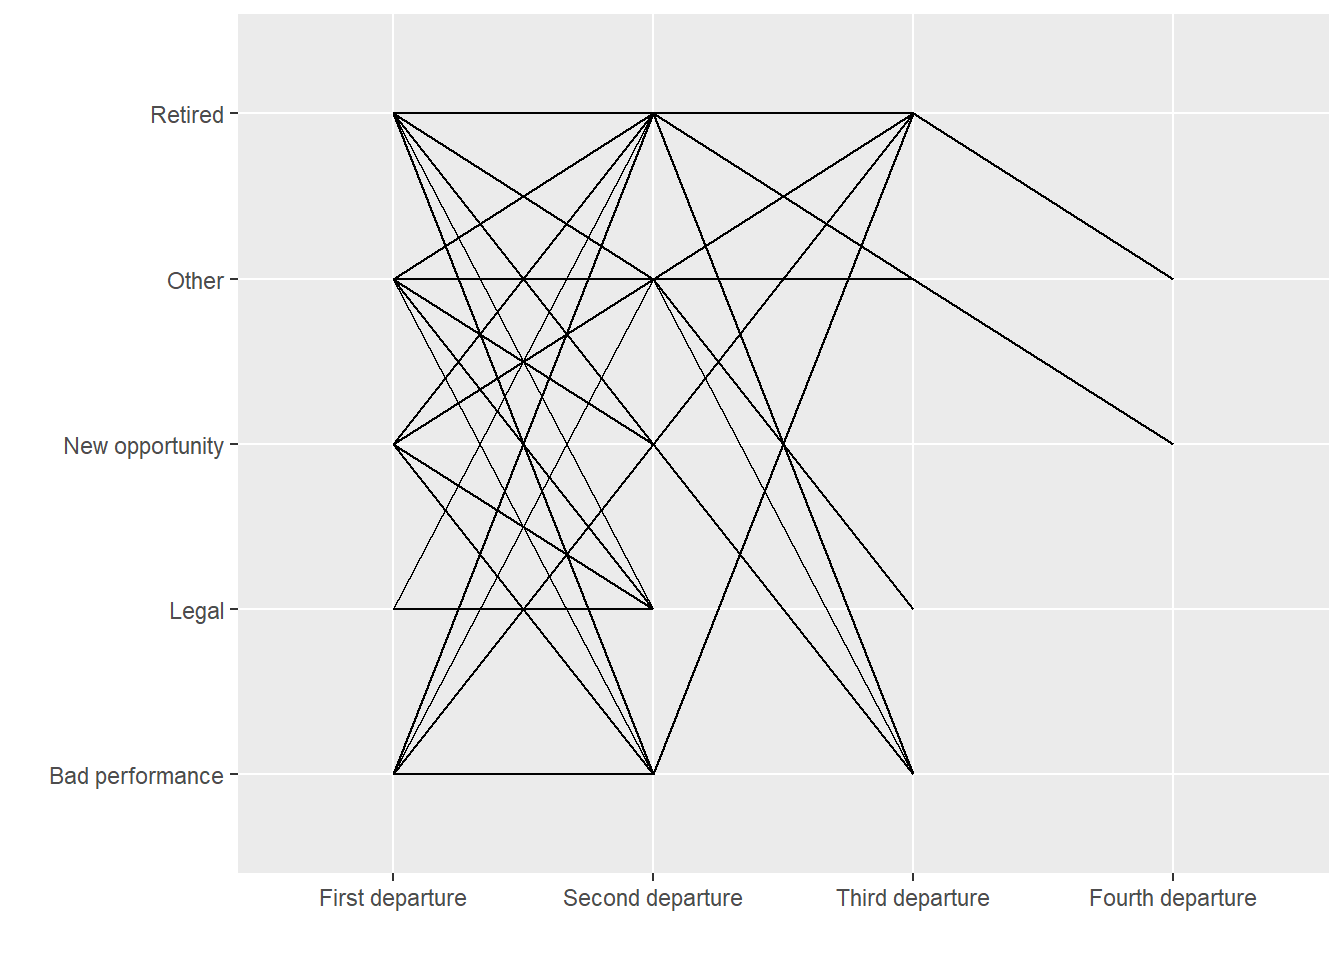 Retired
Other
New opportunity
Legal
Bad performance
First departure
Second departure
Third departure
Fourth departure